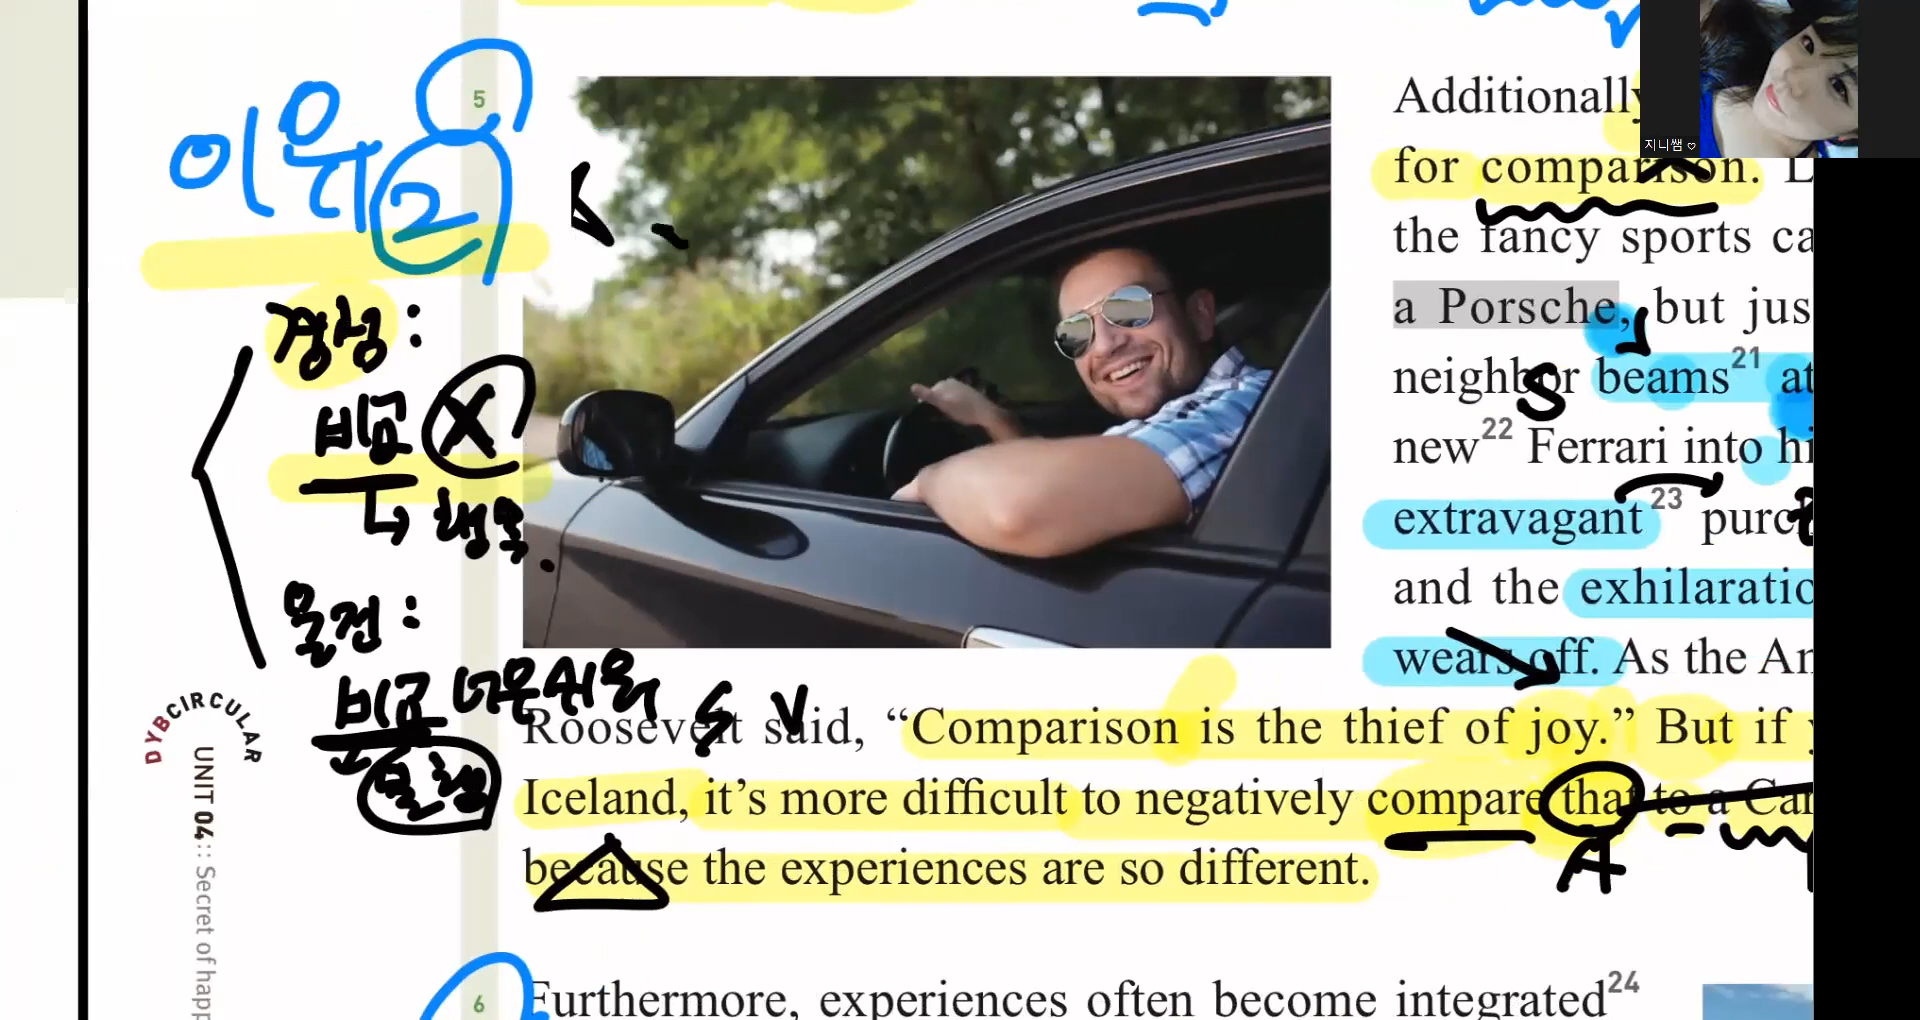 이유 2
5
경험:
비교 X
↳ 행복.
물건:
비교 너무 쉬워
불행
DYBCIRCULAR
UNIT 04 :: Secret of happ
지니쌤 ♡
Additionally
for comparison. L
the fancy sports ca
a Porsche, but jus
neighbor beams21 at
S
new22 Ferrari into hi
extravagant23 purc
and the exhilaratio
wears off. As the Am
S V
Roosevelt said, “Comparison is the thief of joy.” But if y
Iceland, it’s more difficult to negatively compare that to a Car
A
because the experiences are so different.
6
Furthermore, experiences often become integrated24